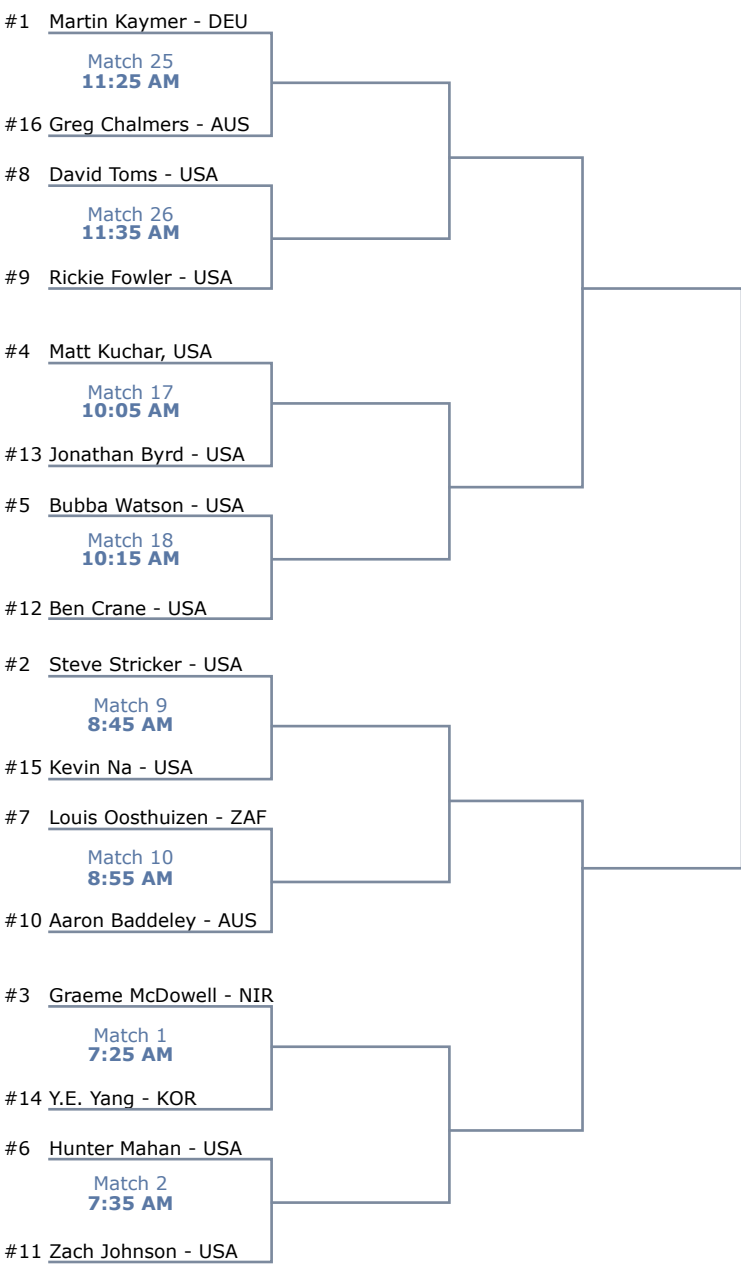 #1 Martin Kaymer - DEU
Match 25
11:25 AM
#16 Greg Chalmers - AUS
#8 David Toms - USA
Match 26
11:35 AM
#9 Rickie Fowler - USA
#4 Matt Kuchar, USA
Match 17
10:05 AM
#13 Jonathan Byrd - USA
#5 Bubba Watson - USA
Match 18
10:15 AM
#12 Ben Crane - USA
#2 Steve Stricker - USA
Match 9
8:45 AM
#15 Kevin Na - USA
#7 Louis Oosthuizen - ZAF
Match 10
8:55 AM
#10 Aaron Baddeley - AUS
#3 Graeme McDowell - NIR
Match 1
7:25 AM
#14 Y.E. Yang - KOR
#6 Hunter Mahan - USA
Match 2
7:35 AM
#11 Zach Johnson - USA